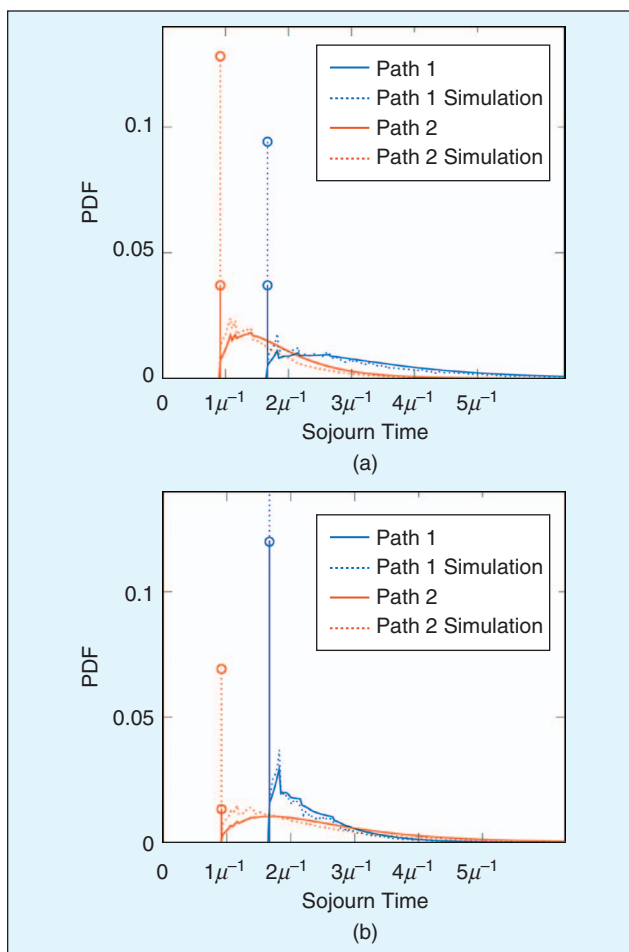 Path 1
Path 1 Simulation
Path 2
Path 2 Simulation
0.1
0.05
0
PDF
0 1μ⁻¹ 2μ⁻¹ 3μ⁻¹ 4μ⁻¹ 5μ⁻¹
Sojourn Time
(a)
Path 1
Path 1 Simulation
Path 2
Path 2 Simulation
0.1
0.05
0
PDF
0 1μ⁻¹ 2μ⁻¹ 3μ⁻¹ 4μ⁻¹ 5μ⁻¹
Sojourn Time
(b)